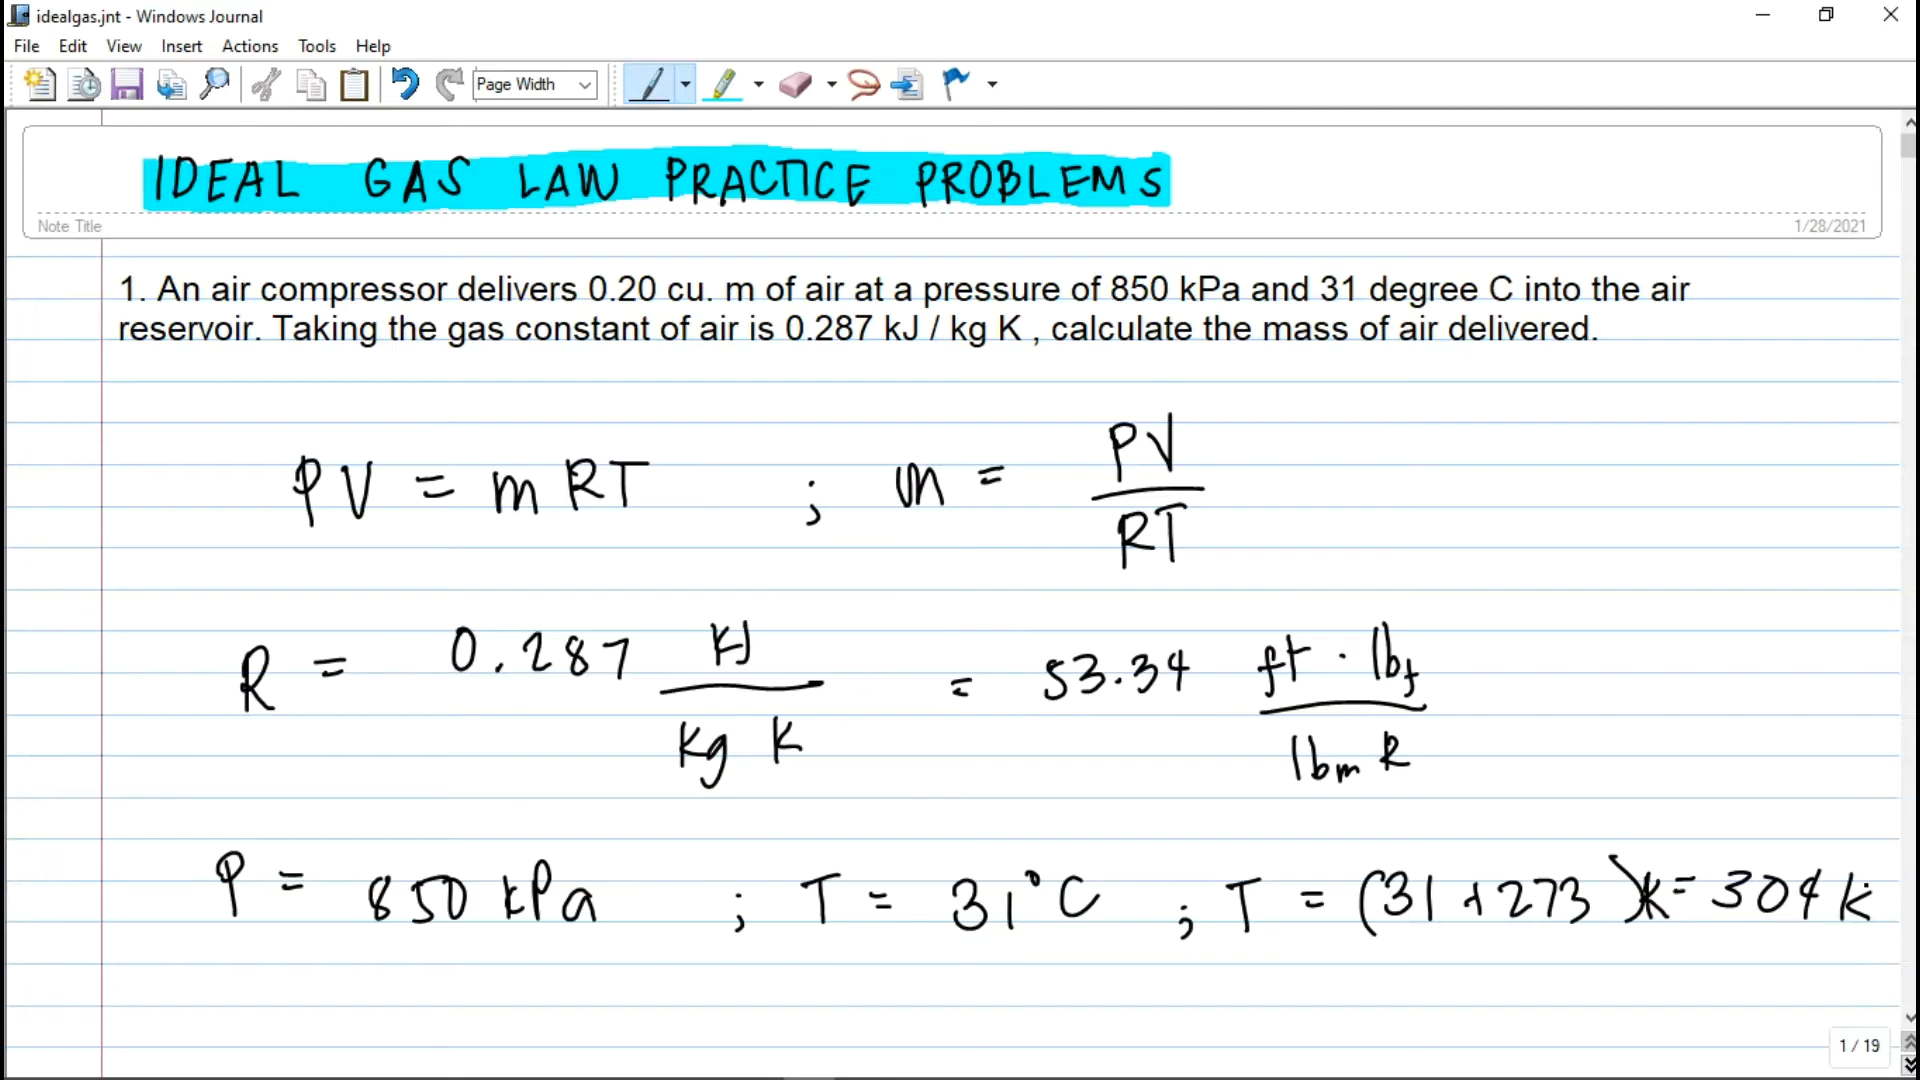 idealgas.jnt - Windows Journal
File Edit View Insert Actions Tools Help
Page Width
IDEAL GAS LAW PRACTICE PROBLEMS
Note Title
1/28/2021
1. An air compressor delivers 0.20 cu. m of air at a pressure of 850 kPa and 31 degree C into the air
reservoir. Taking the gas constant of air is 0.287 kJ / kg K , calculate the mass of air delivered.
PV = mRT ; m = PV / RT
R = 0.287 kJ / kg K = 53.34 ft · lbf / lbm R
P = 850 kPa ; T = 31°C ; T = (31 + 273)K = 304 K
1 / 19